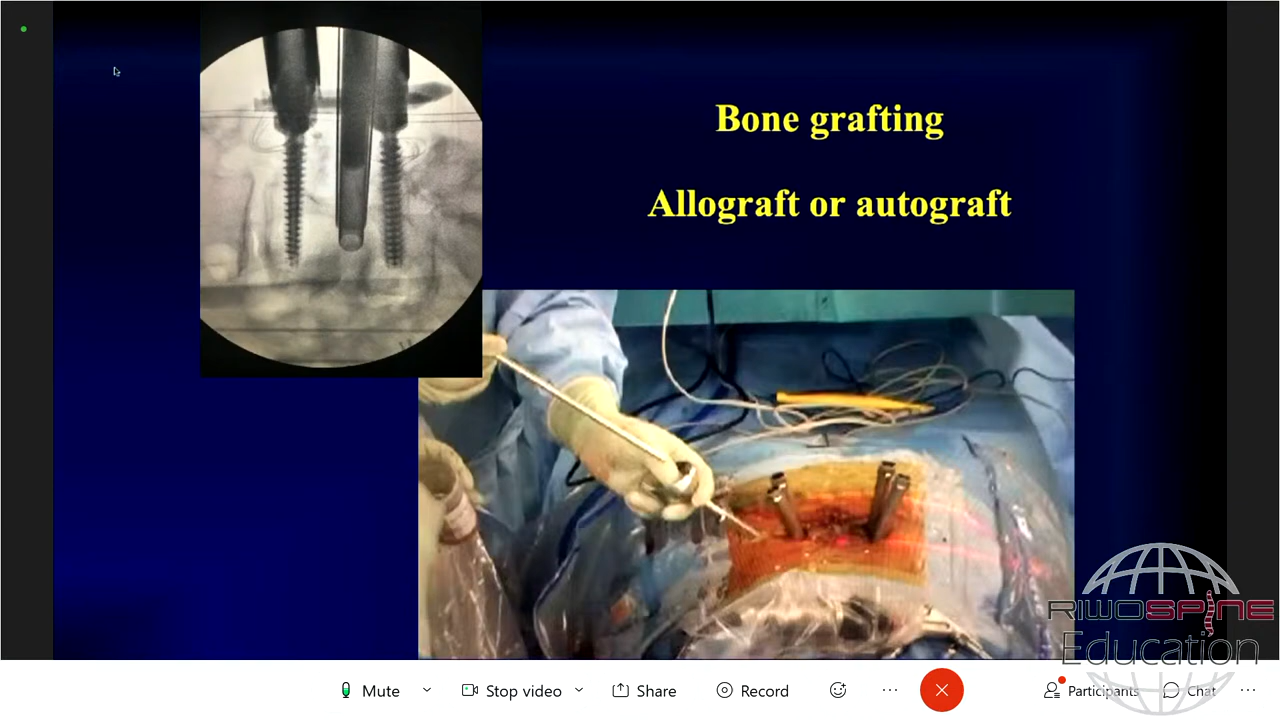 Bone grafting
Allograft or autograft
RIWOSPINE
Education
Mute
Stop video
Share
Record
Participants
Chat